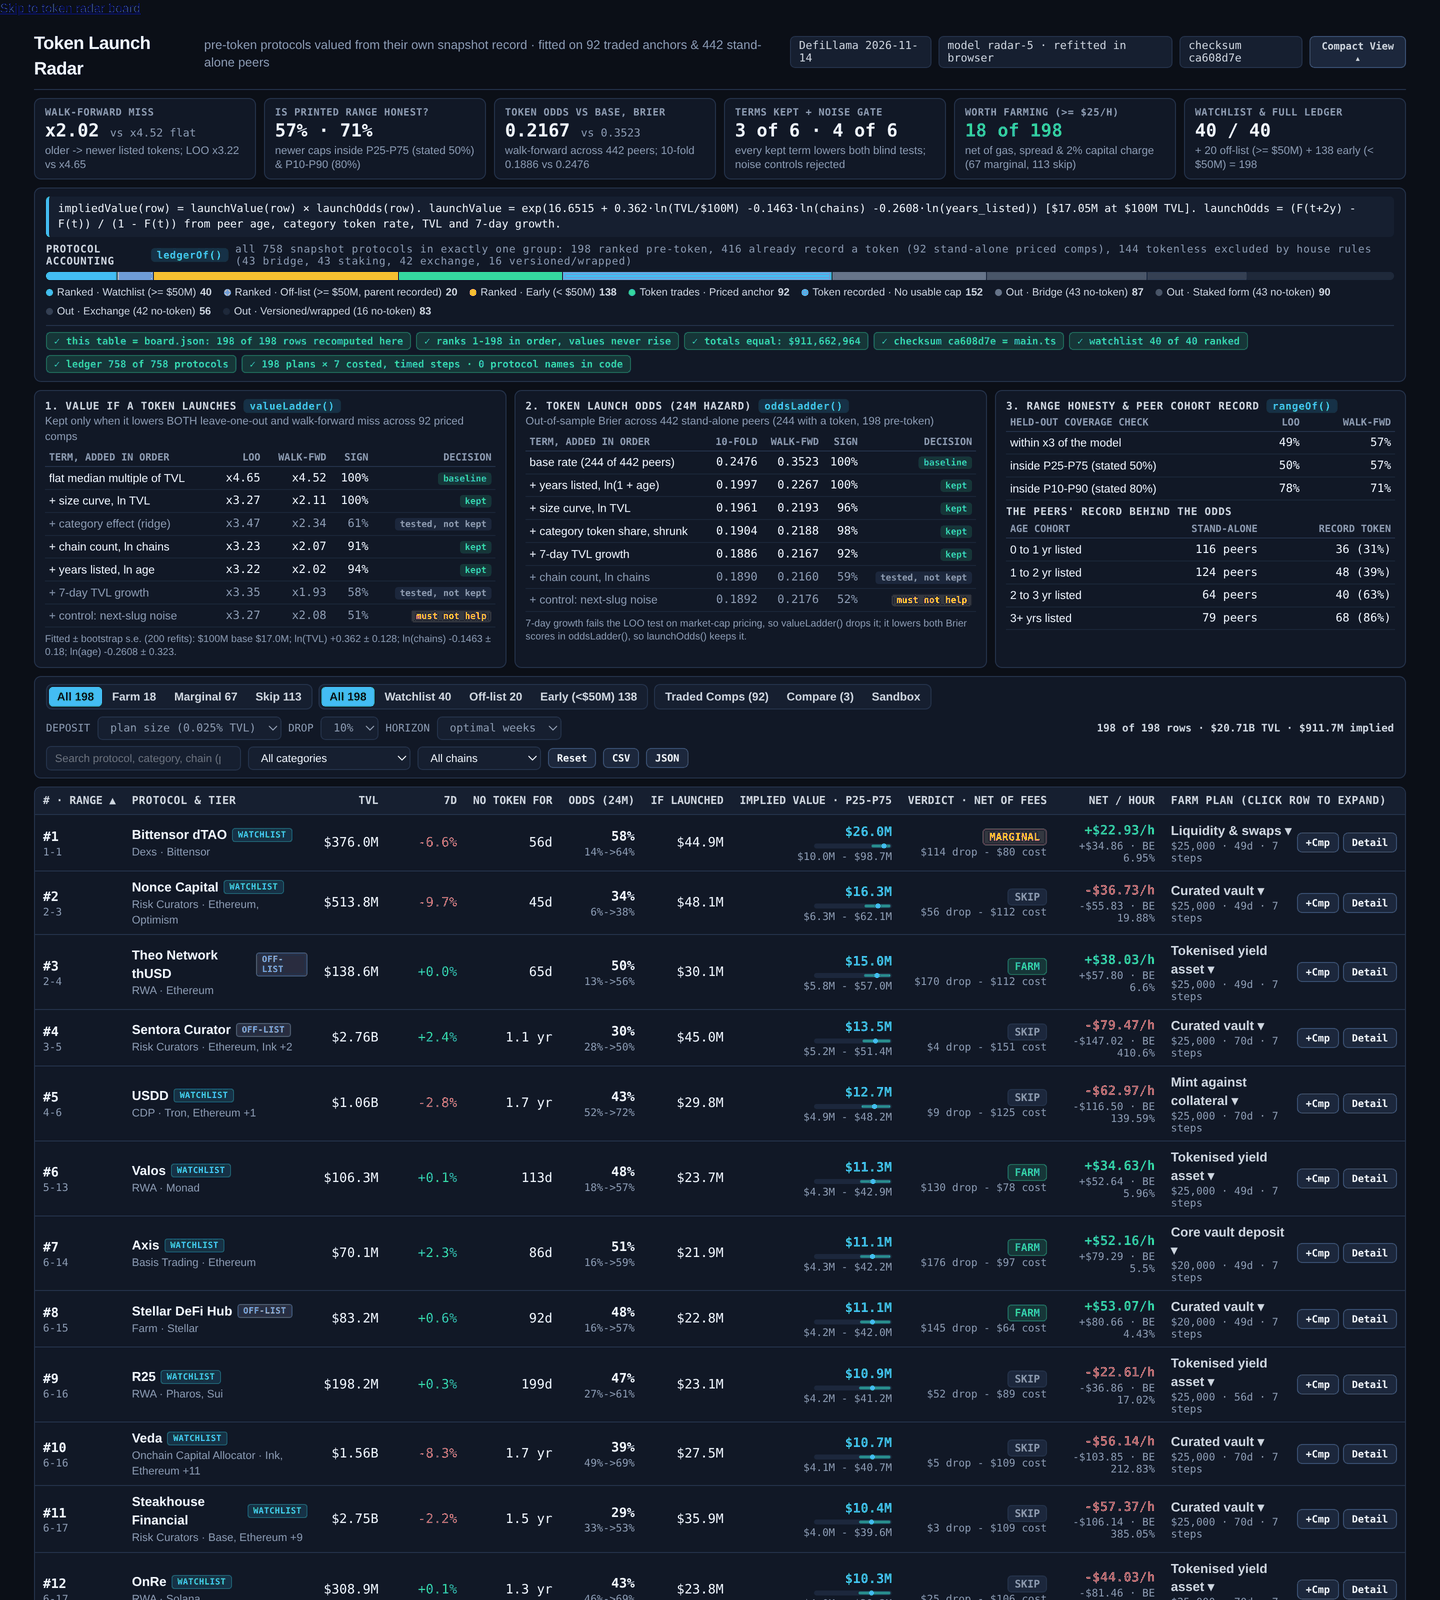 Skip to token radar board
Token Launch Radar
pre-token protocols valued from their own snapshot record · fitted on 92 traded anchors & 442 stand-alone peers
DefiLlama 2026-11-14
model radar-5 · refitted in browser
checksum ca608d7e
Compact View ▴
WALK-FORWARD MISS
x2.02 vs x4.52 flat
older -> newer listed tokens; LOO x3.22 vs x4.65
IS PRINTED RANGE HONEST?
57% · 71%
newer caps inside P25-P75 (stated 50%) & P10-P90 (80%)
TOKEN ODDS VS BASE, BRIER
0.2167 vs 0.3523
walk-forward across 442 peers; 10-fold 0.1886 vs 0.2476
TERMS KEPT + NOISE GATE
3 of 6 · 4 of 6
every kept term lowers both blind tests; noise controls rejected
WORTH FARMING (>= $25/H)
18 of 198
net of gas, spread & 2% capital charge (67 marginal, 113 skip)
WATCHLIST & FULL LEDGER
40 / 40
+ 20 off-list (>= $50M) + 138 early (< $50M) = 198
impliedValue(row) = launchValue(row) × launchOdds(row). launchValue = exp(16.6515 + 0.362·ln(TVL/$100M) -0.1463·ln(chains) -0.2608·ln(years_listed)) [$17.05M at $100M TVL]. launchOdds = (F(t+2y) - F(t)) / (1 - F(t)) from peer age, category token rate, TVL and 7-day growth.
PROTOCOL ACCOUNTING ledgerOf() all 758 snapshot protocols in exactly one group: 198 ranked pre-token, 416 already record a token (92 stand-alone priced comps), 144 tokenless excluded by house rules (43 bridge, 43 staking, 42 exchange, 16 versioned/wrapped)
Ranked · Watchlist (>= $50M) 40 Ranked · Off-list (>= $50M, parent recorded) 20 Ranked · Early (< $50M) 138 Token trades · Priced anchor 92 Token recorded · No usable cap 152 Out · Bridge (43 no-token) 87 Out · Staked form (43 no-token) 90
Out · Exchange (42 no-token) 56 Out · Versioned/wrapped (16 no-token) 83
✓ this table = board.json: 198 of 198 rows recomputed here ✓ ranks 1-198 in order, values never rise ✓ totals equal: $911,662,964 ✓ checksum ca608d7e = main.ts ✓ watchlist 40 of 40 ranked
✓ ledger 758 of 758 protocols ✓ 198 plans × 7 costed, timed steps · 0 protocol names in code
1. VALUE IF A TOKEN LAUNCHES valueLadder()
Kept only when it lowers BOTH leave-one-out and walk-forward miss across 92 priced comps
TERM, ADDED IN ORDER LOO WALK-FWD SIGN DECISION
flat median multiple of TVL x4.65 x4.52 100% baseline
+ size curve, ln TVL x3.27 x2.11 100% kept
+ category effect (ridge) x3.47 x2.34 61% tested, not kept
+ chain count, ln chains x3.23 x2.07 91% kept
+ years listed, ln age x3.22 x2.02 94% kept
+ 7-day TVL growth x3.35 x1.93 58% tested, not kept
+ control: next-slug noise x3.27 x2.08 51% must not help
Fitted ± bootstrap s.e. (200 refits): $100M base $17.0M; ln(TVL) +0.362 ± 0.128; ln(chains) -0.1463 ± 0.18; ln(age) -0.2608 ± 0.323.
2. TOKEN LAUNCH ODDS (24M HAZARD) oddsLadder()
Out-of-sample Brier across 442 stand-alone peers (244 with a token, 198 pre-token)
TERM, ADDED IN ORDER 10-FOLD WALK-FWD SIGN DECISION
base rate (244 of 442 peers) 0.2476 0.3523 100% baseline
+ years listed, ln(1 + age) 0.1997 0.2267 100% kept
+ size curve, ln TVL 0.1961 0.2193 96% kept
+ category token share, shrunk 0.1904 0.2188 98% kept
+ 7-day TVL growth 0.1886 0.2167 92% kept
+ chain count, ln chains 0.1890 0.2160 59% tested, not kept
+ control: next-slug noise 0.1892 0.2176 52% must not help
7-day growth fails the LOO test on market-cap pricing, so valueLadder() drops it; it lowers both Brier scores in oddsLadder(), so launchOdds() keeps it.
3. RANGE HONESTY & PEER COHORT RECORD rangeOf()
HELD-OUT COVERAGE CHECK LOO WALK-FWD
within x3 of the model 49% 57%
inside P25-P75 (stated 50%) 50% 57%
inside P10-P90 (stated 80%) 78% 71%
THE PEERS' RECORD BEHIND THE ODDS
AGE COHORT STAND-ALONE RECORD TOKEN
0 to 1 yr listed 116 peers 36 (31%)
1 to 2 yr listed 124 peers 48 (39%)
2 to 3 yr listed 64 peers 40 (63%)
3+ yrs listed 79 peers 68 (86%)
All 198 Farm 18 Marginal 67 Skip 113 All 198 Watchlist 40 Off-list 20 Early (<$50M) 138 Traded Comps (92) Compare (3) Sandbox
DEPOSIT plan size (0.025% TVL) DROP 10% HORIZON optimal weeks 198 of 198 rows · $20.71B TVL · $911.7M implied
Search protocol, category, chain (p All categories All chains Reset CSV JSON
# · RANGE ▲ PROTOCOL & TIER TVL 7D NO TOKEN FOR ODDS (24M) IF LAUNCHED IMPLIED VALUE · P25-P75 VERDICT · NET OF FEES NET / HOUR FARM PLAN (CLICK ROW TO EXPAND)
#1 1-1 Bittensor dTAO WATCHLIST Dexs · Bittensor $376.0M -6.6% 56d 58% 14%->64% $44.9M $26.0M $10.0M - $98.7M MARGINAL $114 drop - $80 cost +$22.93/h +$34.86 · BE 6.95% Liquidity & swaps ▾ $25,000 · 49d · 7 steps +Cmp Detail
#2 2-3 Nonce Capital WATCHLIST Risk Curators · Ethereum, Optimism $513.8M -9.7% 45d 34% 6%->38% $48.1M $16.3M $6.3M - $62.1M SKIP $56 drop - $112 cost -$36.73/h -$55.83 · BE 19.88% Curated vault ▾ $25,000 · 49d · 7 steps +Cmp Detail
#3 2-4 Theo Network thUSD OFF-LIST RWA · Ethereum $138.6M +0.0% 65d 50% 13%->56% $30.1M $15.0M $5.8M - $57.0M FARM $170 drop - $112 cost +$38.03/h +$57.80 · BE 6.6% Tokenised yield asset ▾ $25,000 · 49d · 7 steps +Cmp Detail
#4 3-5 Sentora Curator OFF-LIST Risk Curators · Ethereum, Ink +2 $2.76B +2.4% 1.1 yr 30% 28%->50% $45.0M $13.5M $5.2M - $51.4M SKIP $4 drop - $151 cost -$79.47/h -$147.02 · BE 410.6% Curated vault ▾ $25,000 · 70d · 7 steps +Cmp Detail
#5 4-6 USDD WATCHLIST CDP · Tron, Ethereum +1 $1.06B -2.8% 1.7 yr 43% 52%->72% $29.8M $12.7M $4.9M - $48.2M SKIP $9 drop - $125 cost -$62.97/h -$116.50 · BE 139.59% Mint against collateral ▾ $25,000 · 70d · 7 steps +Cmp Detail
#6 5-13 Valos WATCHLIST RWA · Monad $106.3M +0.1% 113d 48% 18%->57% $23.7M $11.3M $4.3M - $42.9M FARM $130 drop - $78 cost +$34.63/h +$52.64 · BE 5.96% Tokenised yield asset ▾ $25,000 · 49d · 7 steps +Cmp Detail
#7 6-14 Axis WATCHLIST Basis Trading · Ethereum $70.1M +2.3% 86d 51% 16%->59% $21.9M $11.1M $4.3M - $42.2M FARM $176 drop - $97 cost +$52.16/h +$79.29 · BE 5.5% Core vault deposit ▾ $20,000 · 49d · 7 steps +Cmp Detail
#8 6-15 Stellar DeFi Hub OFF-LIST Farm · Stellar $83.2M +0.6% 92d 48% 16%->57% $22.8M $11.1M $4.2M - $42.0M FARM $145 drop - $64 cost +$53.07/h +$80.66 · BE 4.43% Curated vault ▾ $20,000 · 49d · 7 steps +Cmp Detail
#9 6-16 R25 WATCHLIST RWA · Pharos, Sui $198.2M +0.3% 199d 47% 27%->61% $23.1M $10.9M $4.2M - $41.2M SKIP $52 drop - $89 cost -$22.61/h -$36.86 · BE 17.02% Tokenised yield asset ▾ $25,000 · 56d · 7 steps +Cmp Detail
#10 6-16 Veda WATCHLIST Onchain Capital Allocator · Ink, Ethereum +11 $1.56B -8.3% 1.7 yr 39% 49%->69% $27.5M $10.7M $4.1M - $40.7M SKIP $5 drop - $109 cost -$56.14/h -$103.85 · BE 212.83% Curated vault ▾ $25,000 · 70d · 7 steps +Cmp Detail
#11 6-17 Steakhouse Financial WATCHLIST Risk Curators · Base, Ethereum +9 $2.75B -2.2% 1.5 yr 29% 33%->53% $35.9M $10.4M $4.0M - $39.6M SKIP $3 drop - $109 cost -$57.37/h -$106.14 · BE 385.05% Curated vault ▾ $25,000 · 70d · 7 steps +Cmp Detail
#12 OnRe WATCHLIST $308.9M +0.1% 1.3 yr 43% $23.8M $10.3M SKIP -$44.03/h -$81.46 · BE Tokenised yield asset ▾ +Cmp Detail